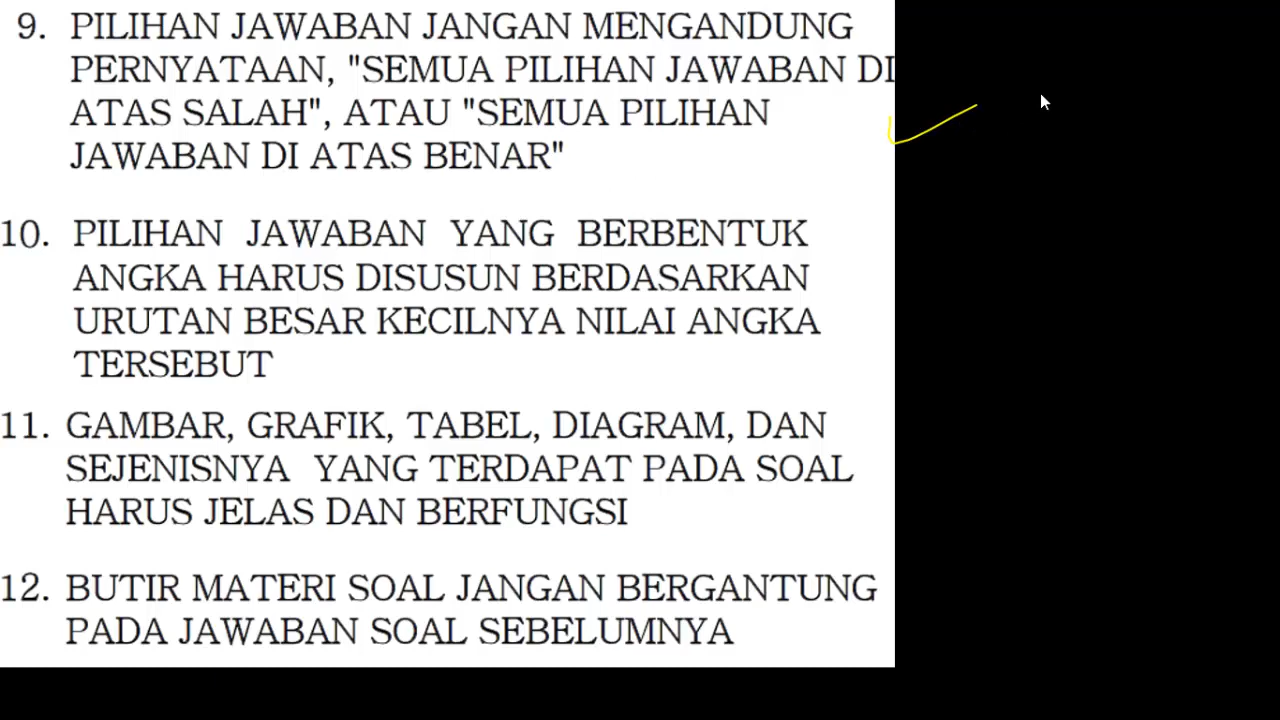 9. PILIHAN JAWABAN JANGAN MENGANDUNG
PERNYATAAN, "SEMUA PILIHAN JAWABAN DI
ATAS SALAH", ATAU "SEMUA PILIHAN
JAWABAN DI ATAS BENAR"
10. PILIHAN JAWABAN YANG BERBENTUK
ANGKA HARUS DISUSUN BERDASARKAN
URUTAN BESAR KECILNYA NILAI ANGKA
TERSEBUT
11. GAMBAR, GRAFIK, TABEL, DIAGRAM, DAN
SEJENISNYA YANG TERDAPAT PADA SOAL
HARUS JELAS DAN BERFUNGSI
12. BUTIR MATERI SOAL JANGAN BERGANTUNG
PADA JAWABAN SOAL SEBELUMNYA